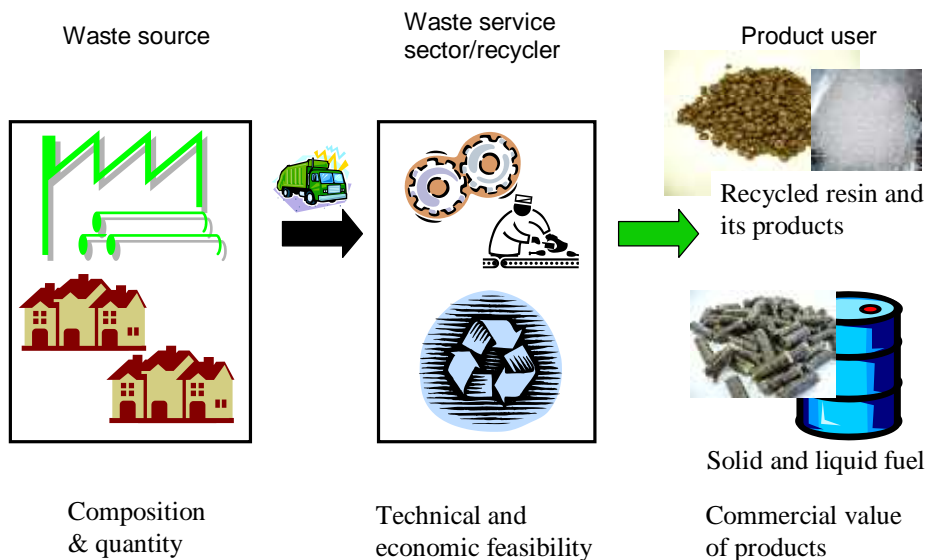 Waste source
Waste service
sector/recycler
Product user
Recycled resin and
its products
Solid and liquid fuel
Composition
& quantity
Technical and
economic feasibility
Commercial value
of products